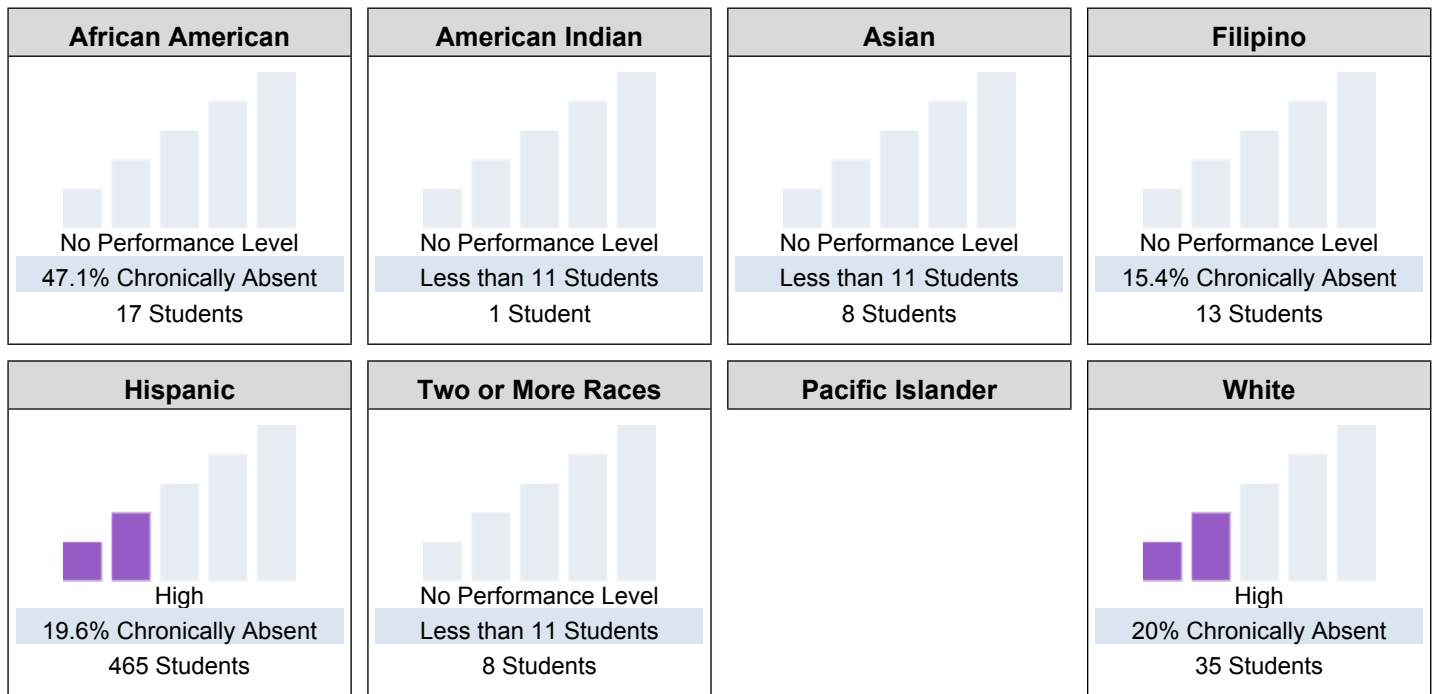 African American
No Performance Level
47.1% Chronically Absent
17 Students
American Indian
No Performance Level
Less than 11 Students
1 Student
Asian
No Performance Level
Less than 11 Students
8 Students
Filipino
No Performance Level
15.4% Chronically Absent
13 Students
Hispanic
High
19.6% Chronically Absent
465 Students
Two or More Races
No Performance Level
Less than 11 Students
8 Students
Pacific Islander
White
High
20% Chronically Absent
35 Students